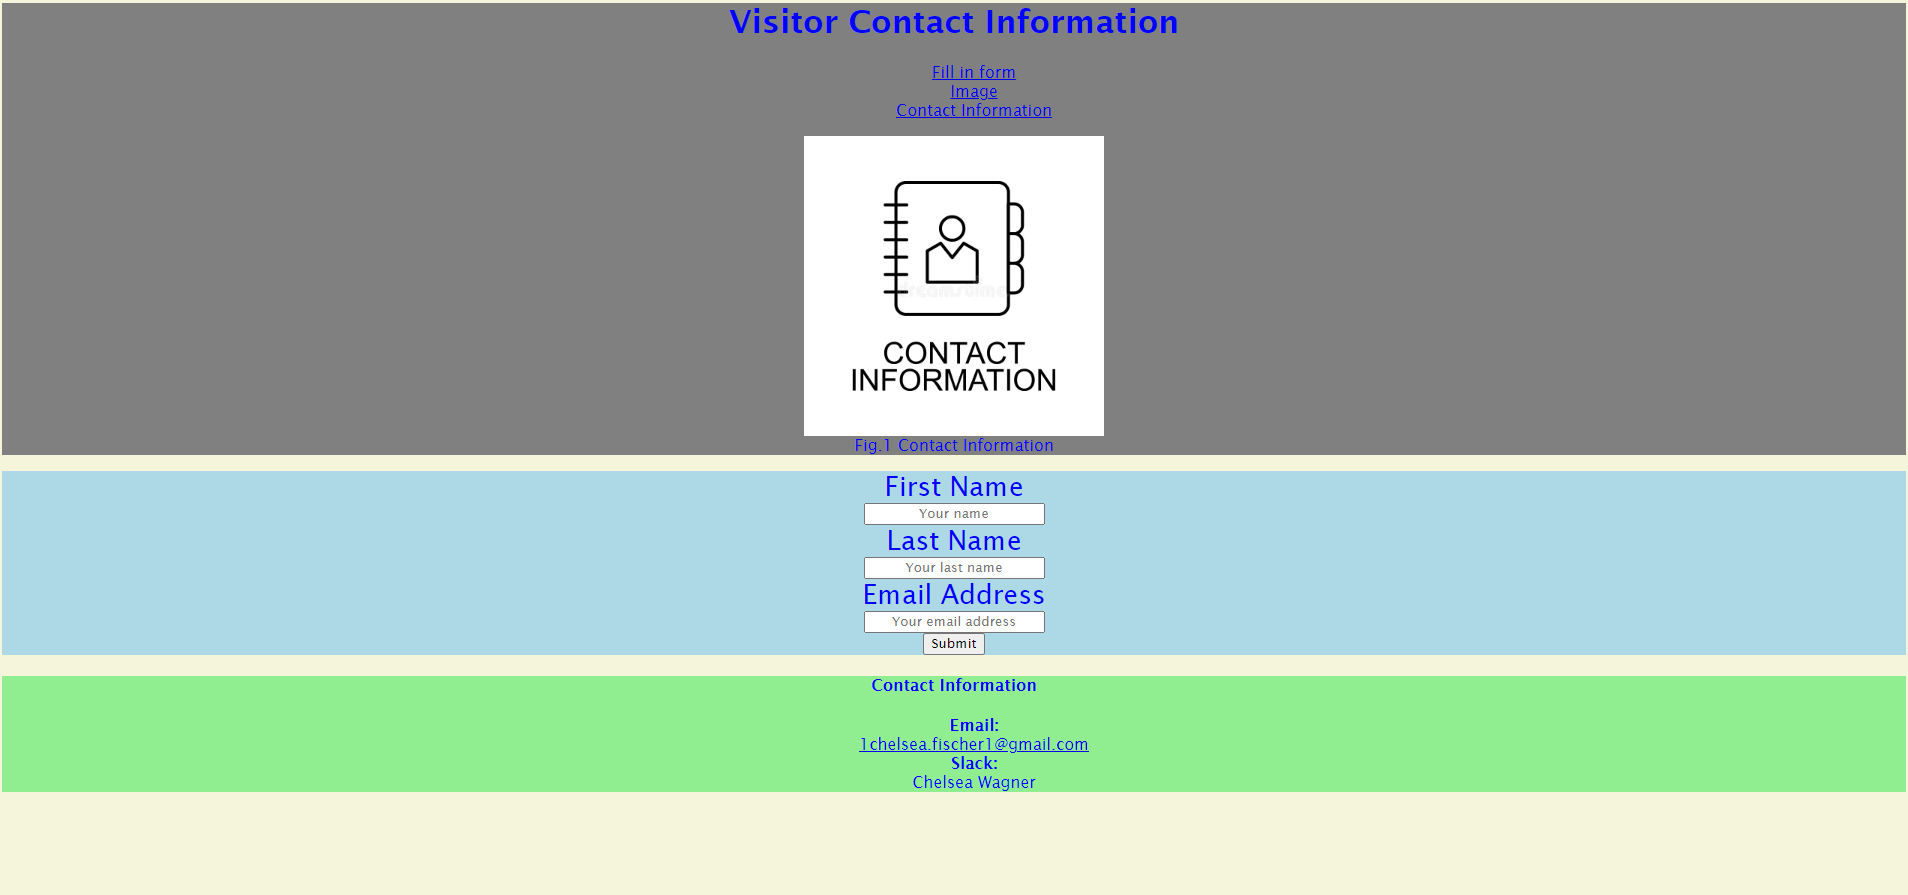 Visitor Contact Information
Fill in form
Image
Contact Information
dreamstime
CONTACT
INFORMATION
Fig.1 Contact Information
First Name
Your name
Last Name
Your last name
Email Address
Your email address
Submit
Contact Information
Email:
1chelsea.fischer1@gmail.com
Slack:
Chelsea Wagner